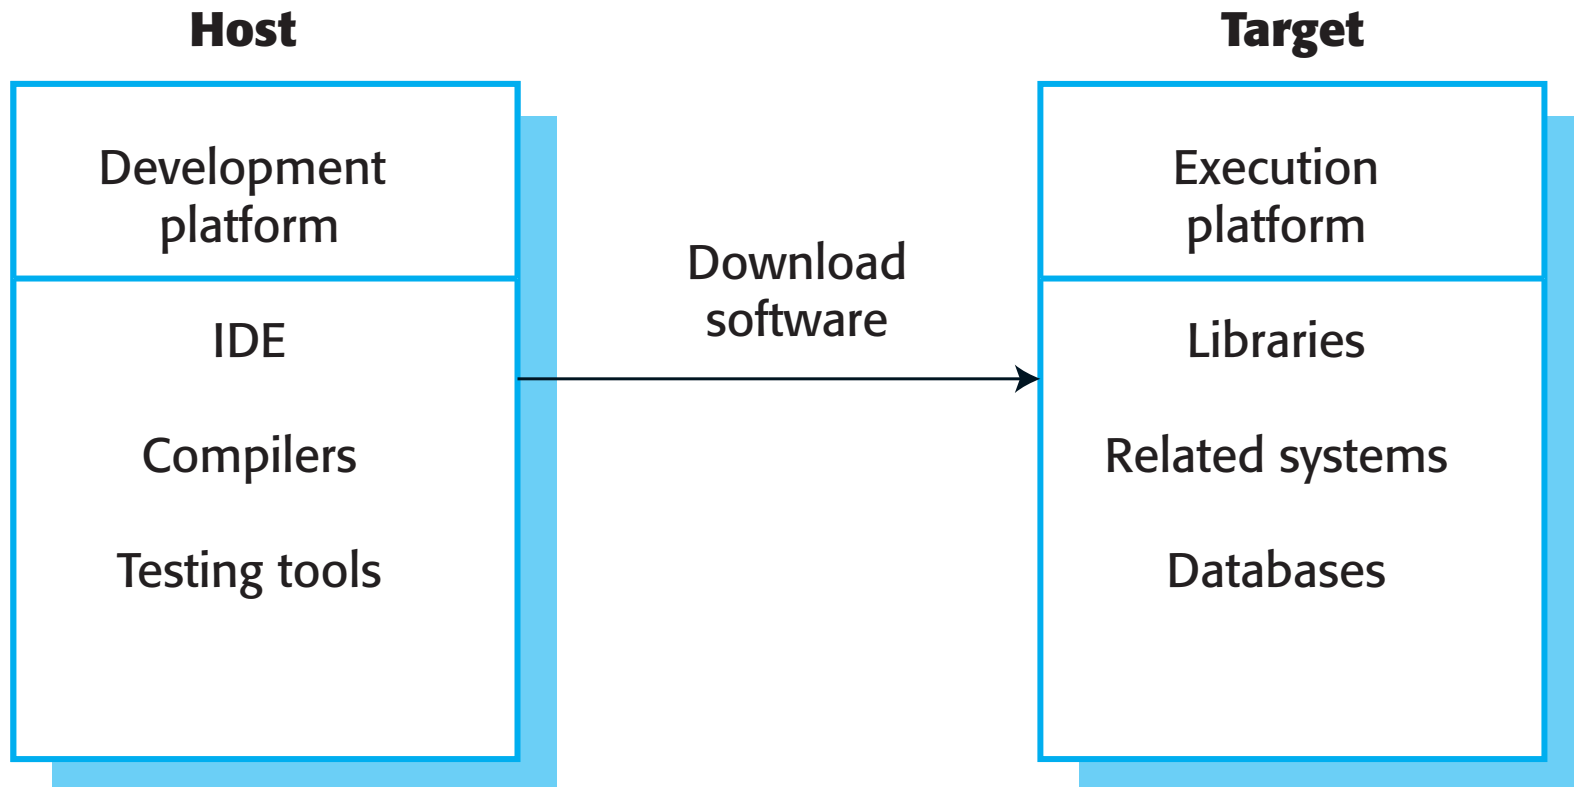 Host
Target
Development
platform
Execution
platform
Download
software
IDE
Libraries
Compilers
Related systems
Testing tools
Databases